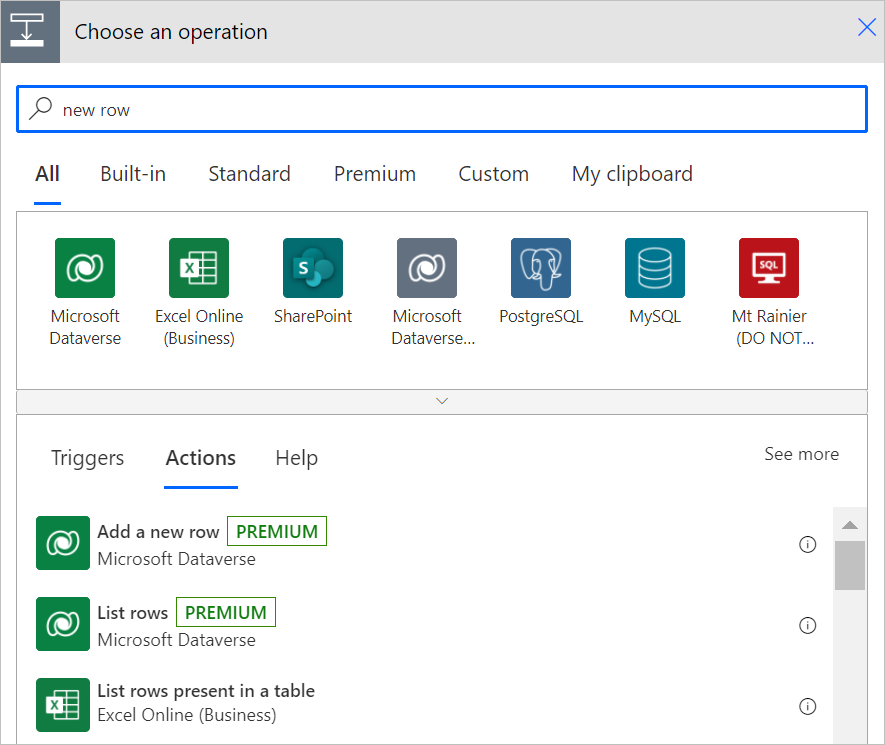 Choose an operation
new row
All Built-in Standard Premium Custom My clipboard
Microsoft Dataverse
Excel Online (Business)
SharePoint
Microsoft Dataverse...
PostgreSQL
MySQL
SQL
Mt Rainier (DO NOT...
Triggers Actions Help See more
Add a new row PREMIUM
Microsoft Dataverse
List rows PREMIUM
Microsoft Dataverse
List rows present in a table
Excel Online (Business)